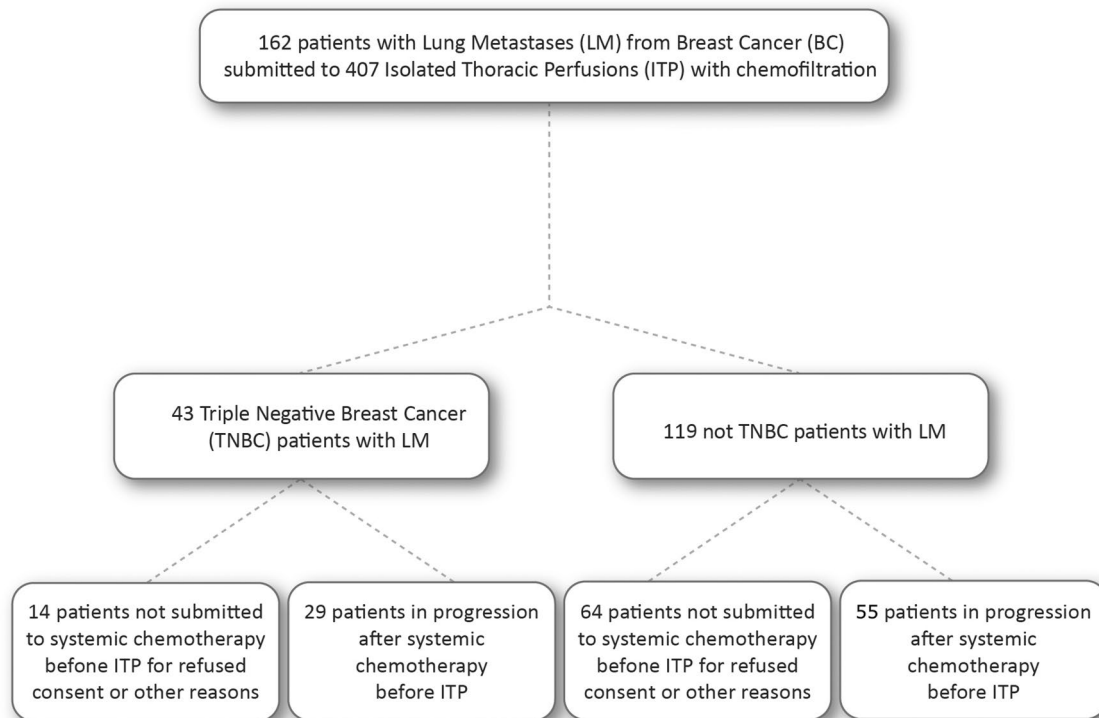 162 patients with Lung Metastases (LM) from Breast Cancer (BC)
submitted to 407 Isolated Thoracic Perfusions (ITP) with chemofiltration
43 Triple Negative Breast Cancer
(TNBC) patients with LM
119 not TNBC patients with LM
14 patients not submitted
to systemic chemotherapy
befone ITP for refused
consent or other reasons
29 patients in progression
after systemic
chemotherapy
before ITP
64 patients not submitted
to systemic chemotherapy
befone ITP for refused
consent or other reasons
55 patients in progression
after systemic
chemotherapy
before ITP